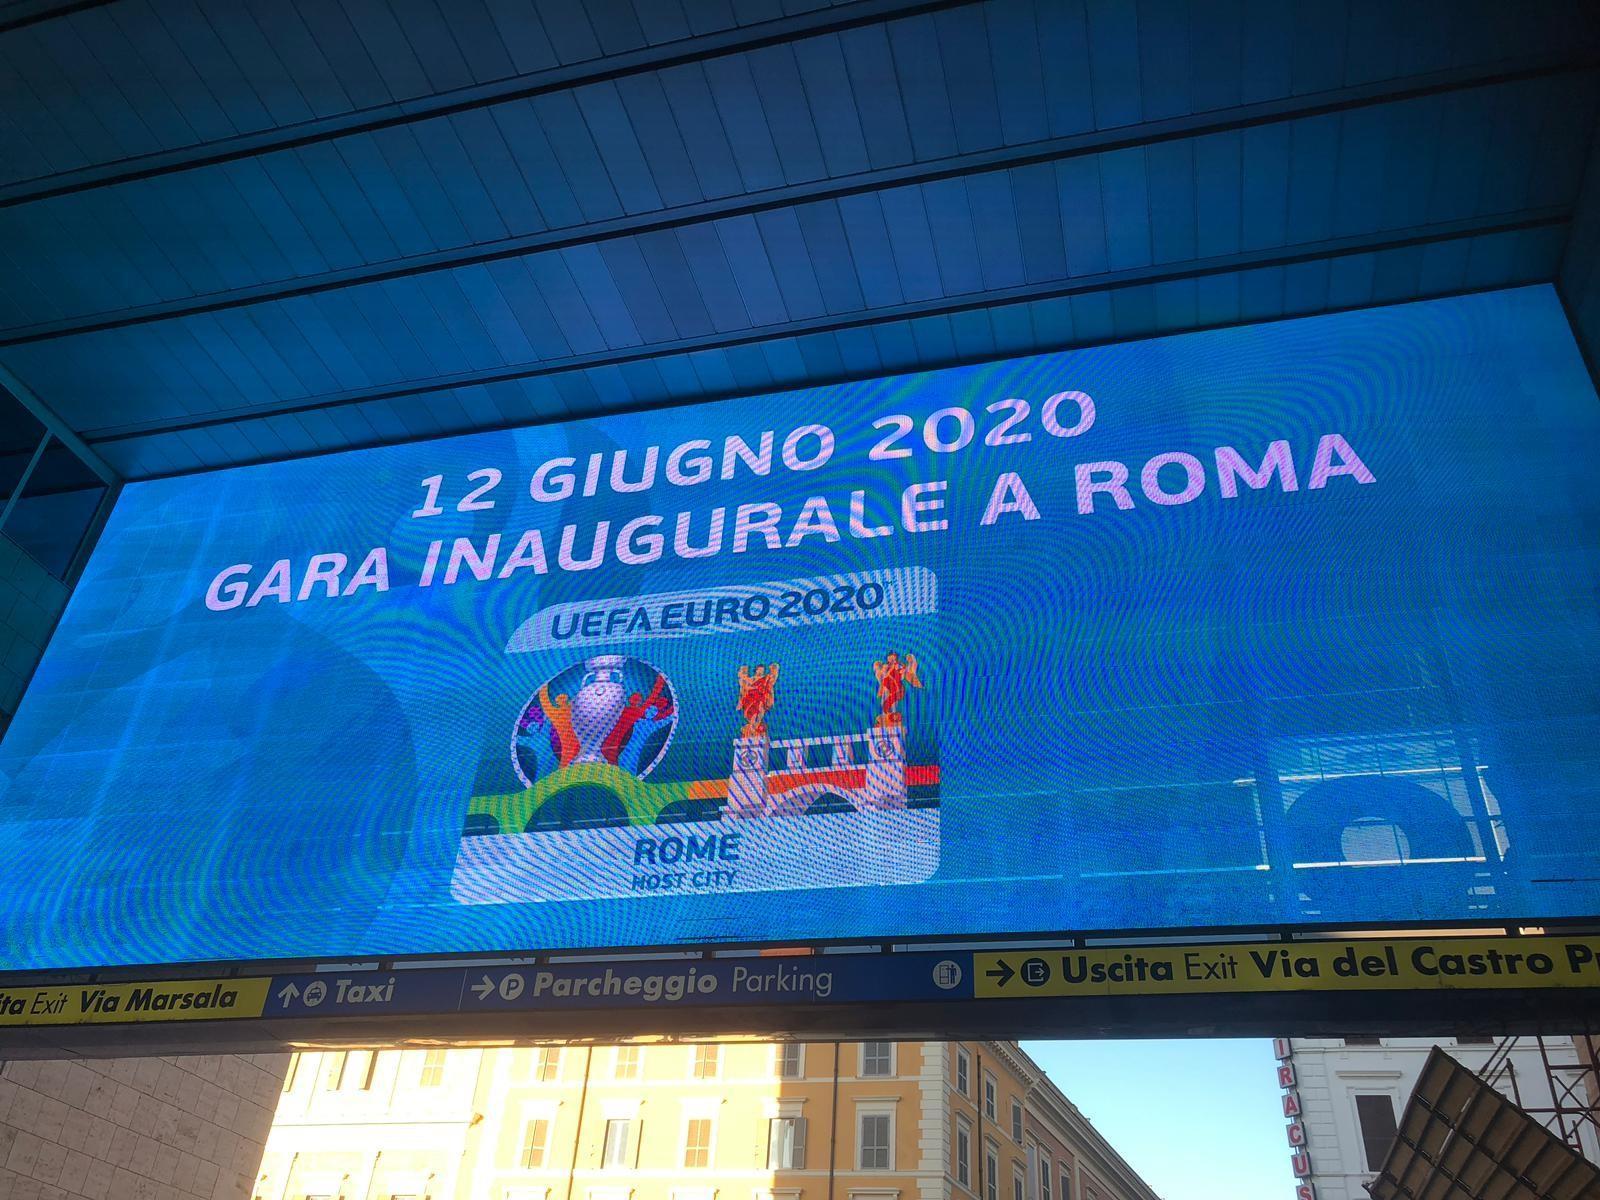 12 GIUGNO 2020
GARA INAUGURALE A ROMA
UEFA EURO 2020
ROME
HOST CITY
Exit Via Marsala
Taxi
P Parcheggio Parking
Uscita Exit Via del Castro